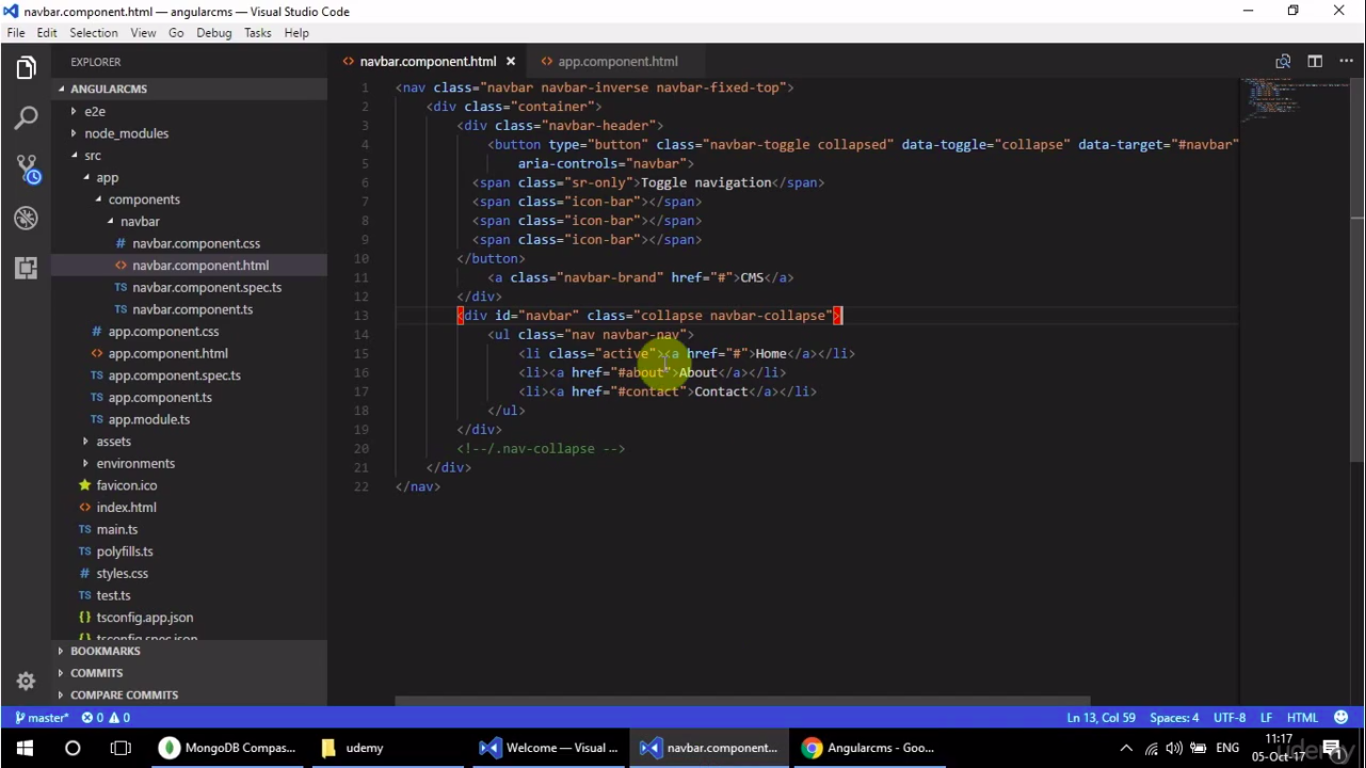 navbar.component.html — angularcms — Visual Studio Code
File Edit Selection View Go Debug Tasks Help
EXPLORER
ANGULARCMS
e2e
node_modules
src
app
components
navbar
# navbar.component.css
<> navbar.component.html
TS navbar.component.spec.ts
TS navbar.component.ts
# app.component.css
<> app.component.html
TS app.component.spec.ts
TS app.component.ts
TS app.module.ts
assets
environments
favicon.ico
<> index.html
TS main.ts
TS polyfills.ts
# styles.css
TS test.ts
{} tsconfig.app.json
{} tsconfig.spec.json
BOOKMARKS
COMMITS
COMPARE COMMITS
<> navbar.component.html
<> app.component.html
1 <nav class="navbar navbar-inverse navbar-fixed-top">
2 <div class="container">
3 <div class="navbar-header">
4 <button type="button" class="navbar-toggle collapsed" data-toggle="collapse" data-target="#navbar"
5 aria-controls="navbar">
6 <span class="sr-only">Toggle navigation</span>
7 <span class="icon-bar"></span>
8 <span class="icon-bar"></span>
9 <span class="icon-bar"></span>
10 </button>
11 <a class="navbar-brand" href="#">CMS</a>
12 </div>
13 <div id="navbar" class="collapse navbar-collapse">
14 <ul class="nav navbar-nav">
15 <li class="active"><a href="#">Home</a></li>
16 <li><a href="#about">About</a></li>
17 <li><a href="#contact">Contact</a></li>
18 </ul>
19 </div>
20 <!--/.nav-collapse -->
21 </div>
22 </nav>
master* 0 0
Ln 13, Col 59 Spaces: 4 UTF-8 LF HTML
MongoDB Compas...
udemy
Welcome — Visual ...
navbar.component...
Angularcms - Goo...
ENG
11:17
05-Oct-17
1
udemy